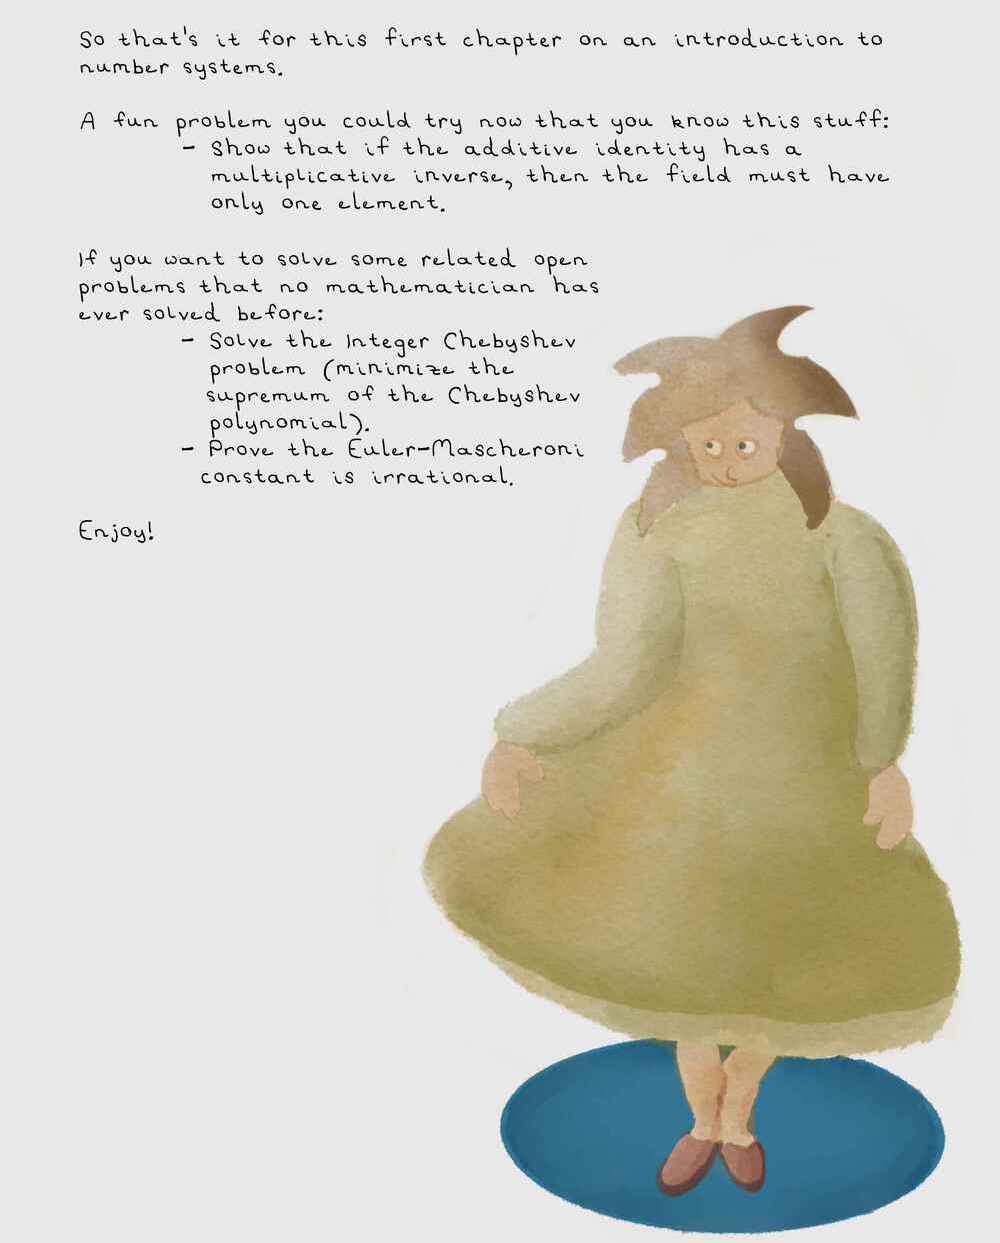 So that's it for this first chapter on an introduction to
number systems.
A fun problem you could try now that you know this stuff:
- Show that if the additive identity has a
multiplicative inverse, then the field must have
only one element.
If you want to solve some related open
problems that no mathematician has
ever solved before:
- Solve the Integer Chebyshev
problem (minimize the
supremum of the Chebyshev
polynomial).
- Prove the Euler-Mascheroni
constant is irrational.
Enjoy!